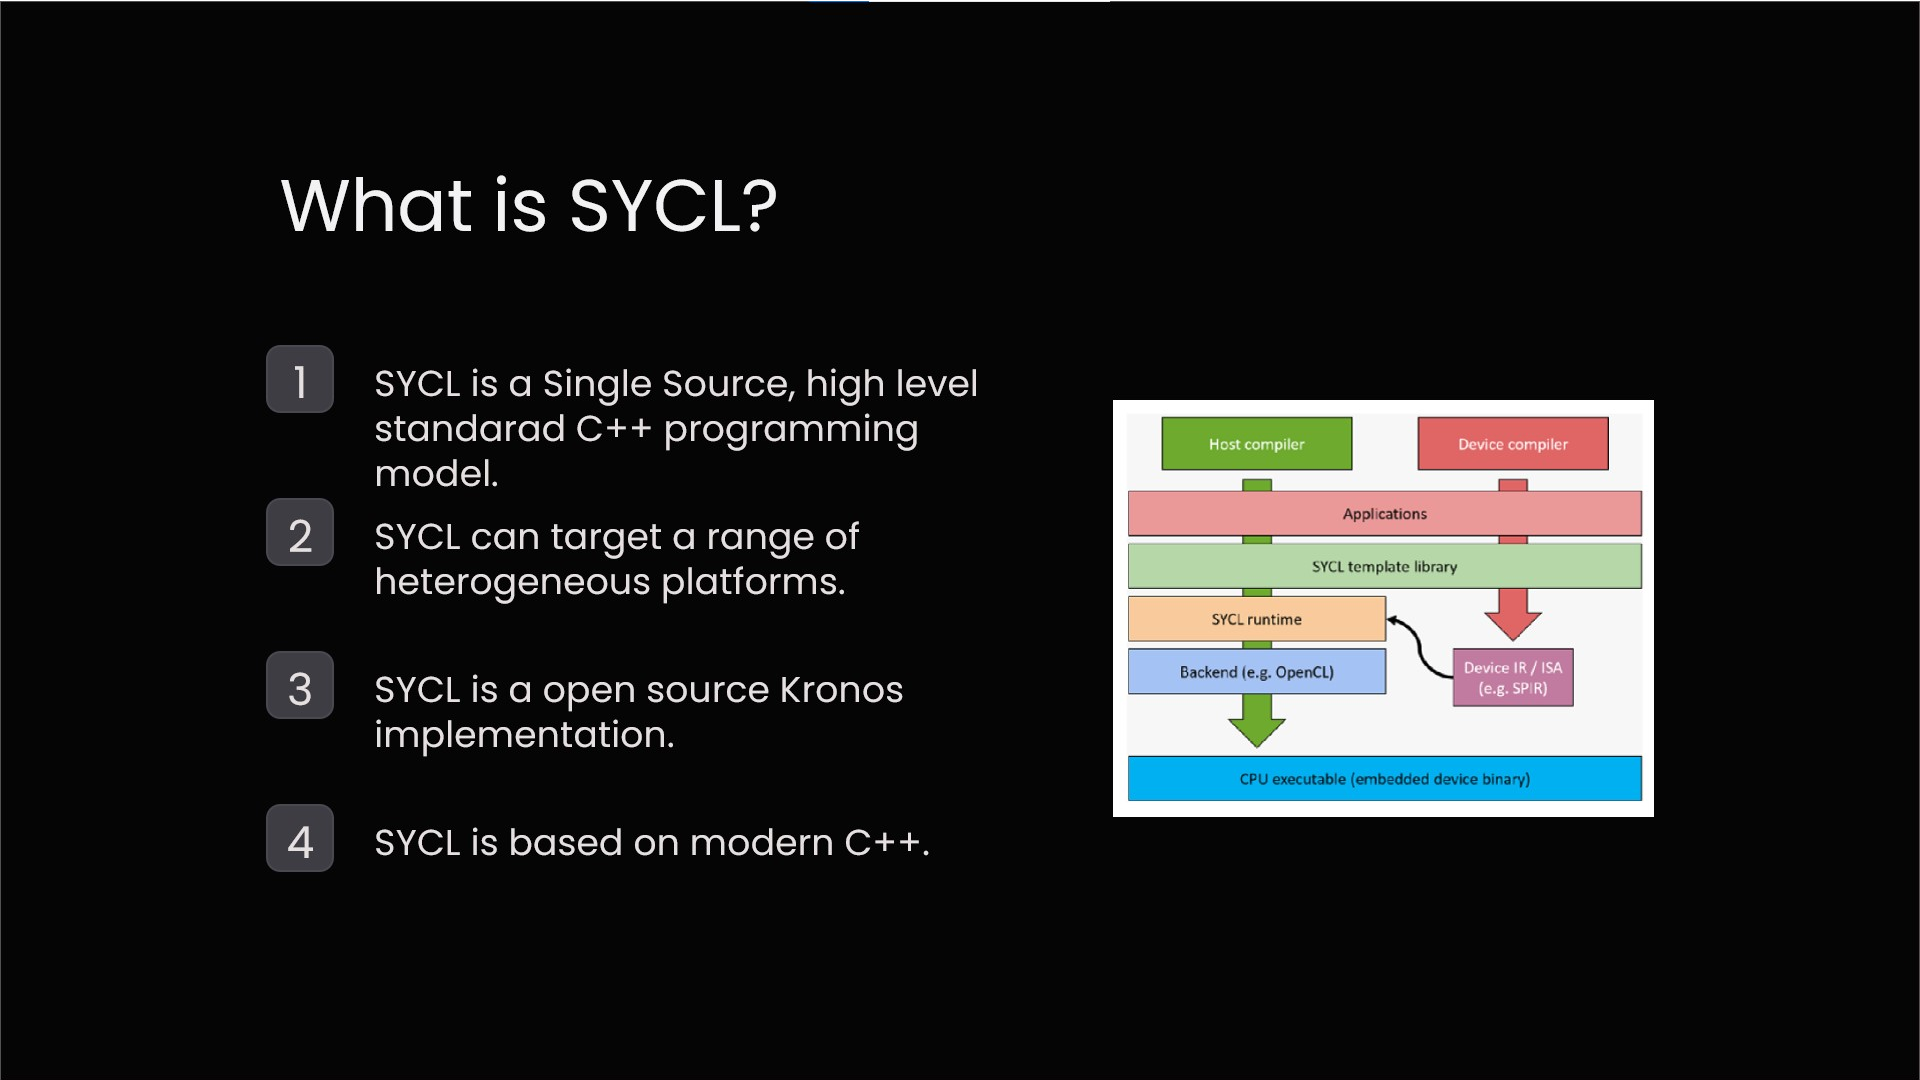 What is SYCL?
1
SYCL is a Single Source, high level
standarad C++ programming
model.
2
SYCL can target a range of
heterogeneous platforms.
3
SYCL is a open source Kronos
implementation.
4
SYCL is based on modern C++.
Host compiler
Device compiler
Applications
SYCL template library
SYCL runtime
Backend (e.g. OpenCL)
Device IR / ISA
(e.g. SPIR)
CPU executable (embedded device binary)